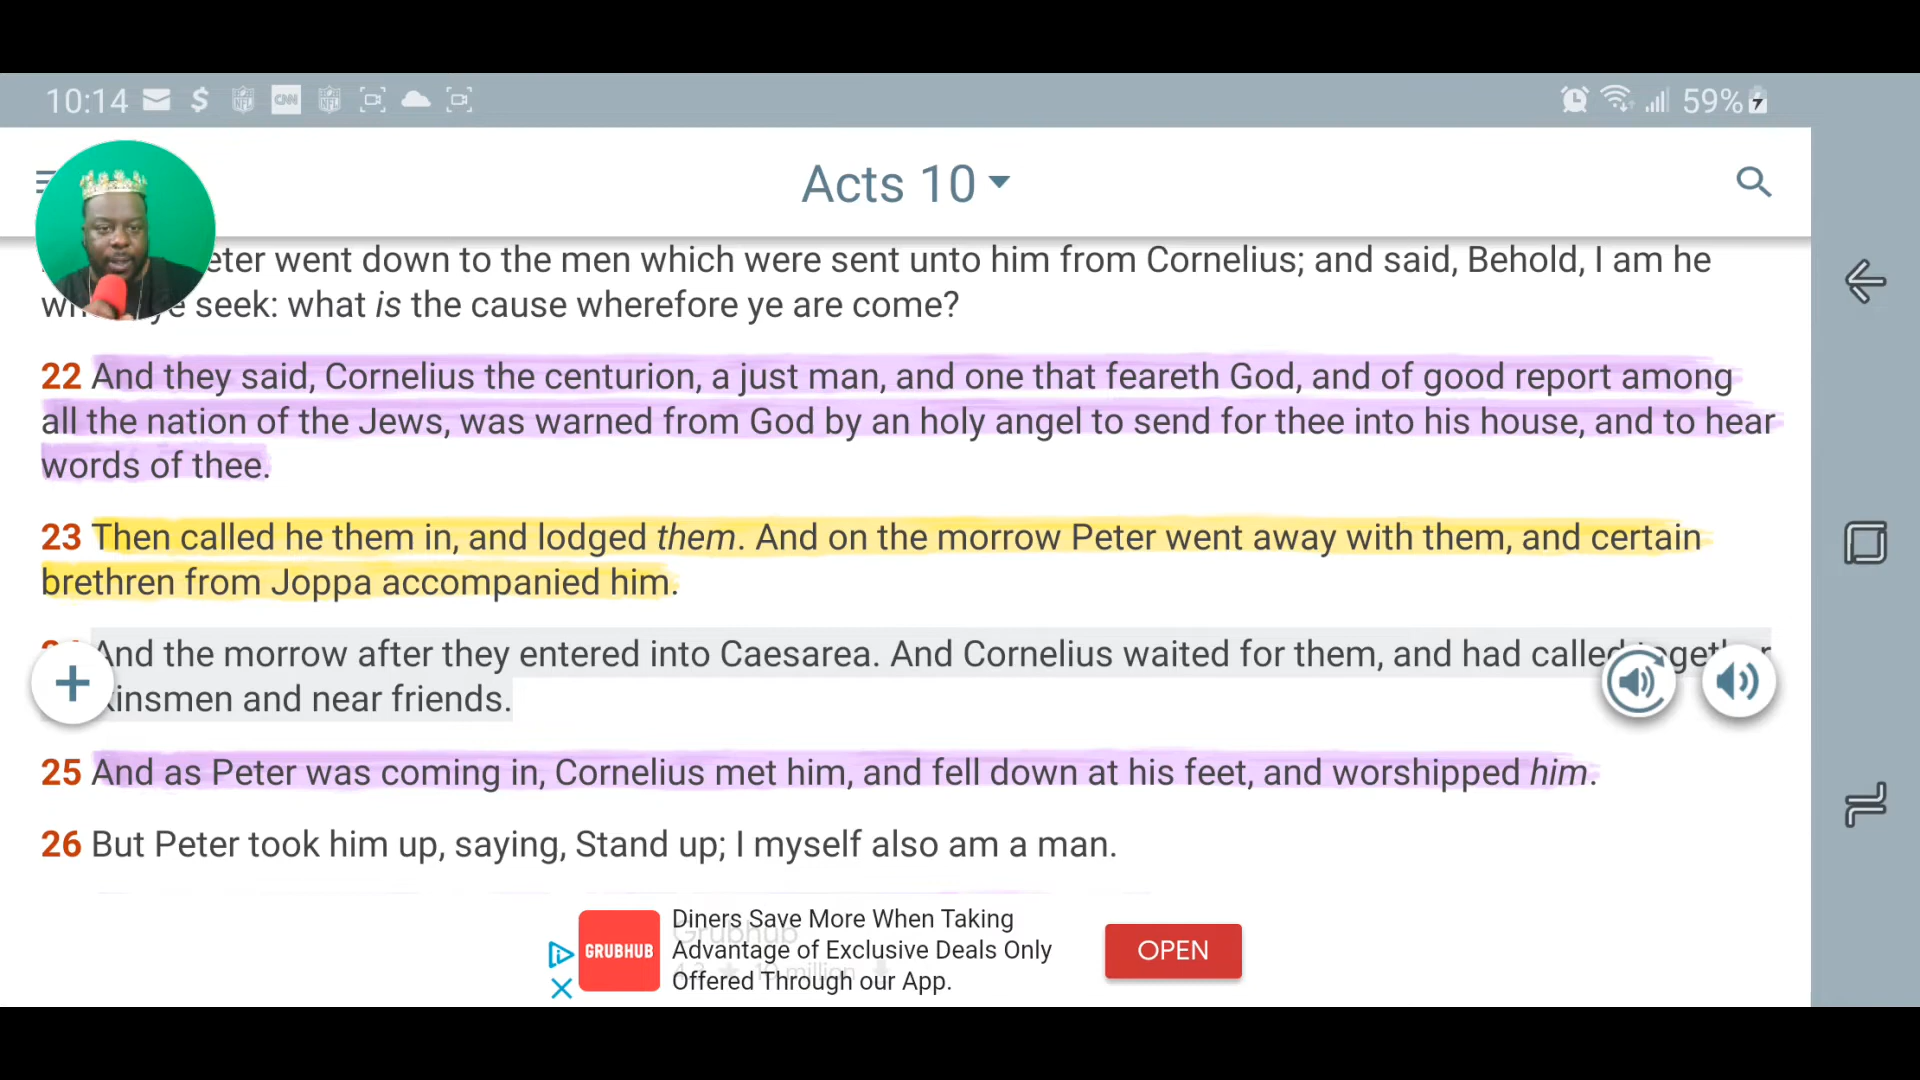 10:14 $ NFL CNN NFL 59%
Acts 10
eter went down to the men which were sent unto him from Cornelius; and said, Behold, I am he
seek: what is the cause wherefore ye are come?
22 And they said, Cornelius the centurion, a just man, and one that feareth God, and of good report among
all the nation of the Jews, was warned from God by an holy angel to send for thee into his house, and to hear
words of thee.
23 Then called he them in, and lodged them. And on the morrow Peter went away with them, and certain
brethren from Joppa accompanied him.
And the morrow after they entered into Caesarea. And Cornelius waited for them, and had called
kinsmen and near friends.
25 And as Peter was coming in, Cornelius met him, and fell down at his feet, and worshipped him.
26 But Peter took him up, saying, Stand up; I myself also am a man.
GRUBHUB
Diners Save More When Taking
Advantage of Exclusive Deals Only
Offered Through our App.
Grubhub
OPEN